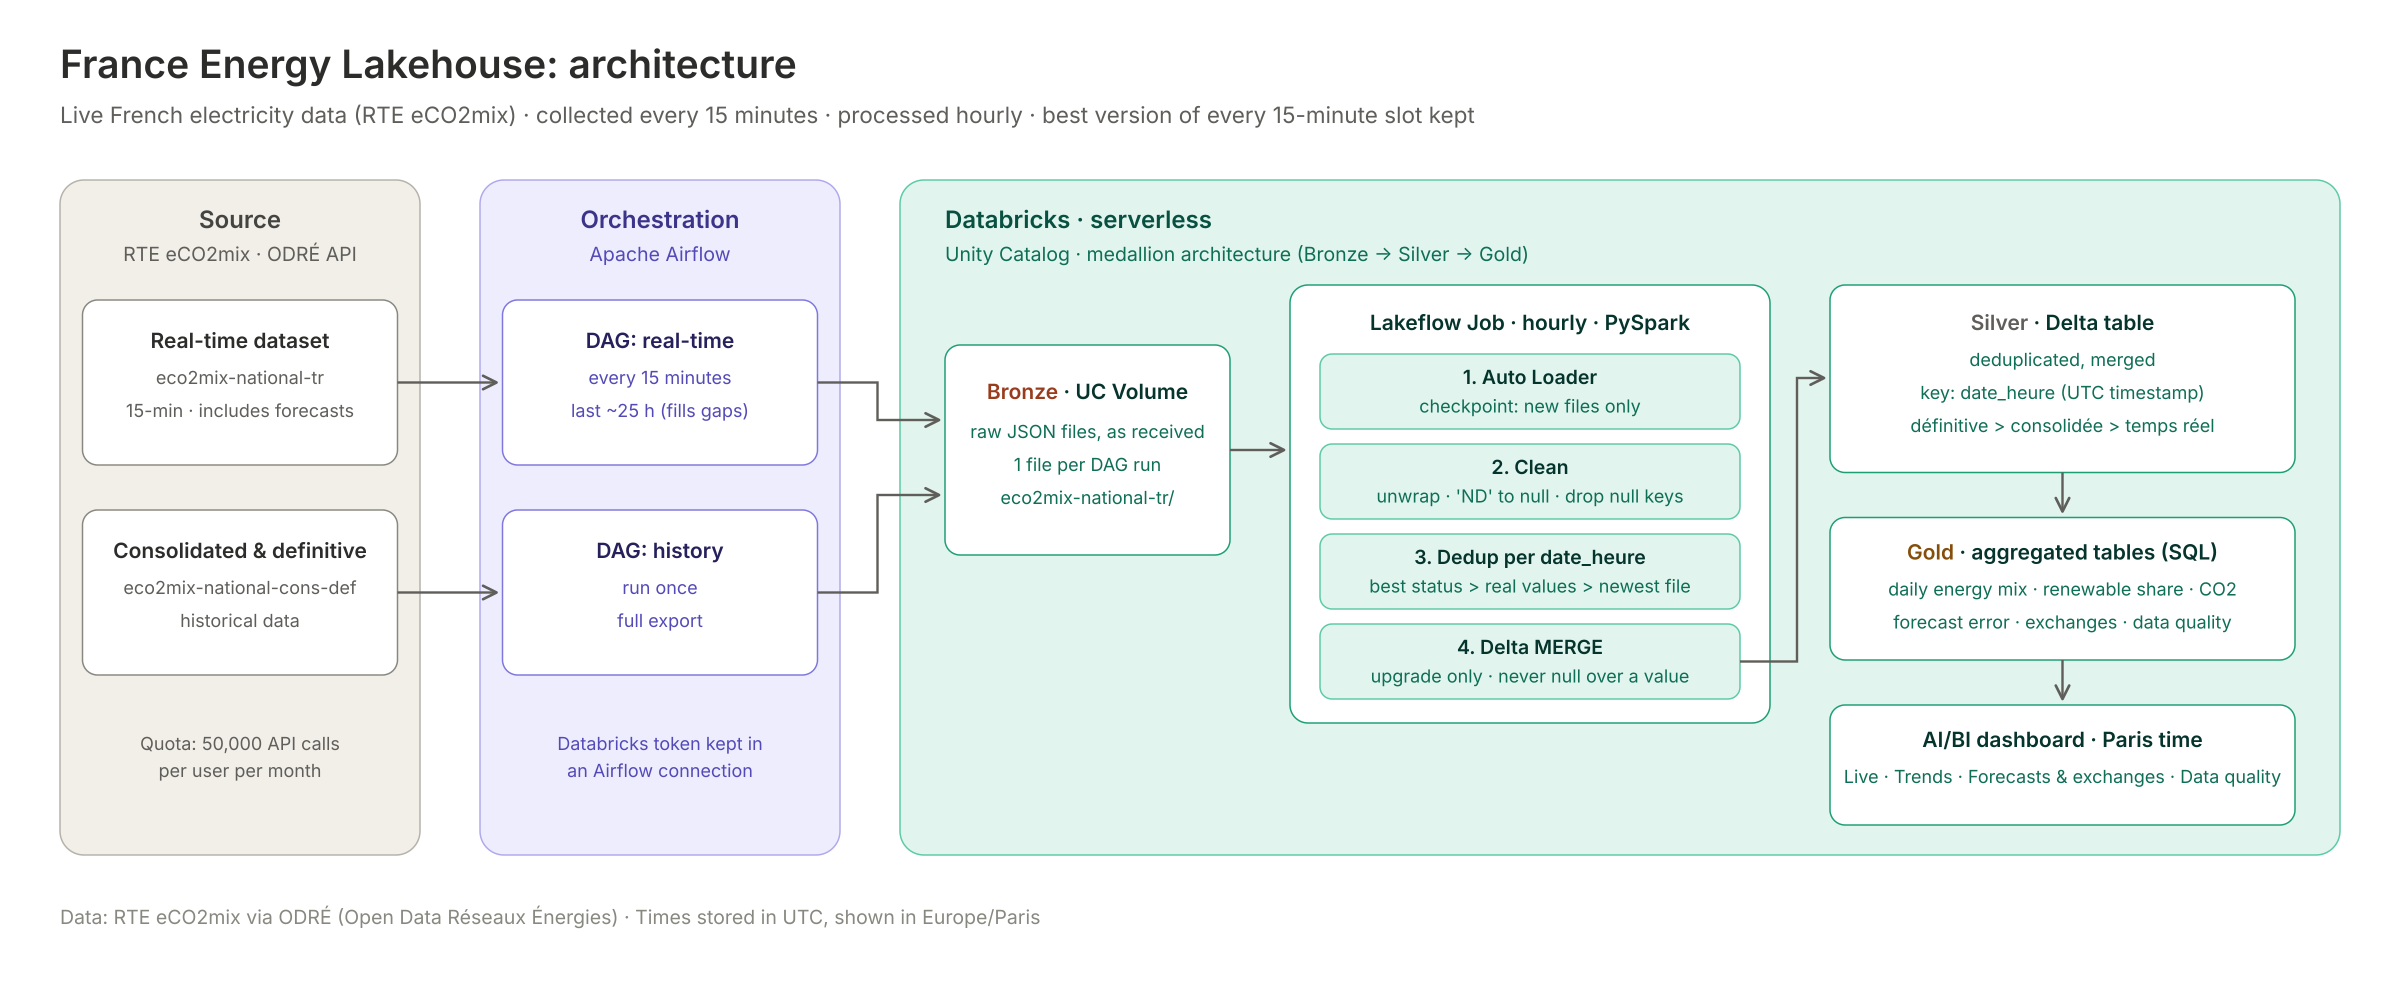 France Energy Lakehouse: architecture
Live French electricity data (RTE eCO2mix) · collected every 15 minutes · processed hourly · best version of every 15-minute slot kept
Source
RTE eCO2mix · ODRÉ API
Real-time dataset
eco2mix-national-tr
15-min · includes forecasts
Consolidated & definitive
eco2mix-national-cons-def
historical data
Quota: 50,000 API calls
per user per month
Orchestration
Apache Airflow
DAG: real-time
every 15 minutes
last ~25 h (fills gaps)
DAG: history
run once
full export
Databricks token kept in
an Airflow connection
Databricks · serverless
Unity Catalog · medallion architecture (Bronze → Silver → Gold)
Bronze · UC Volume
raw JSON files, as received
1 file per DAG run
eco2mix-national-tr/
Lakeflow Job · hourly · PySpark
1. Auto Loader
checkpoint: new files only
2. Clean
unwrap · 'ND' to null · drop null keys
3. Dedup per date_heure
best status > real values > newest file
4. Delta MERGE
upgrade only · never null over a value
Silver · Delta table
deduplicated, merged
key: date_heure (UTC timestamp)
définitive > consolidée > temps réel
Gold · aggregated tables (SQL)
daily energy mix · renewable share · CO2
forecast error · exchanges · data quality
AI/BI dashboard · Paris time
Live · Trends · Forecasts & exchanges · Data quality
Data: RTE eCO2mix via ODRÉ (Open Data Réseaux Énergies) · Times stored in UTC, shown in Europe/Paris